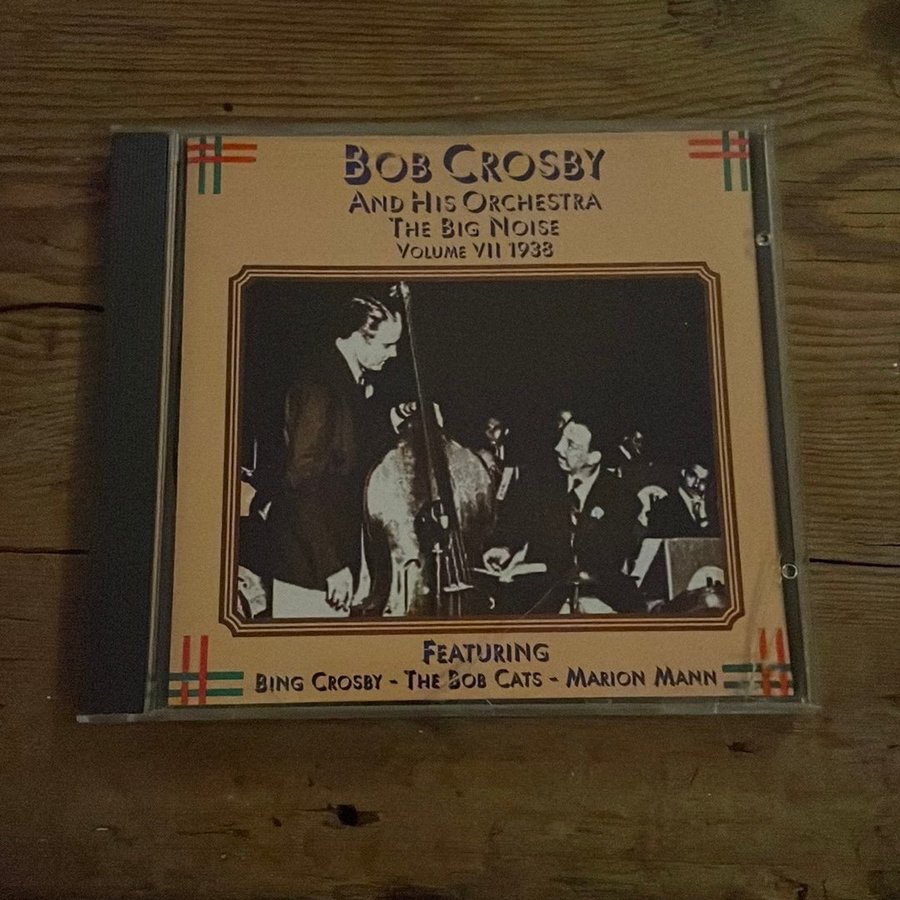 BOB CROSBY
AND HIS ORCHESTRA
THE BIG NOISE
VOLUME VII 1938
FEATURING
BING CROSBY - THE BOB CATS - MARION MANN